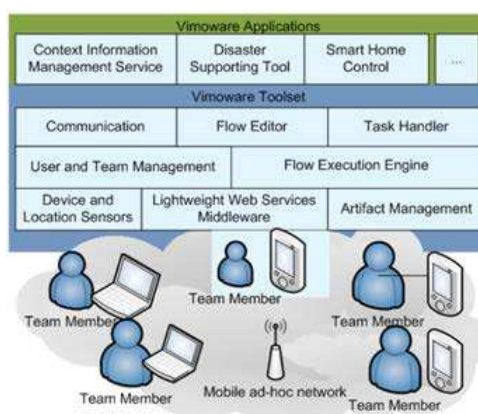 Vimoware Applications
Context Information
Management Service
Disaster
Supporting Tool
Smart Home
Control
...
Vimoware Toolset
Communication
Flow Editor
Task Handler
User and Team Management
Flow Execution Engine
Device and
Location Sensors
Lightweight Web Services
Middleware
Artifact Management
Team Member
Team Member
Team Member
Team Member
Mobile ad-hoc network
Team Member